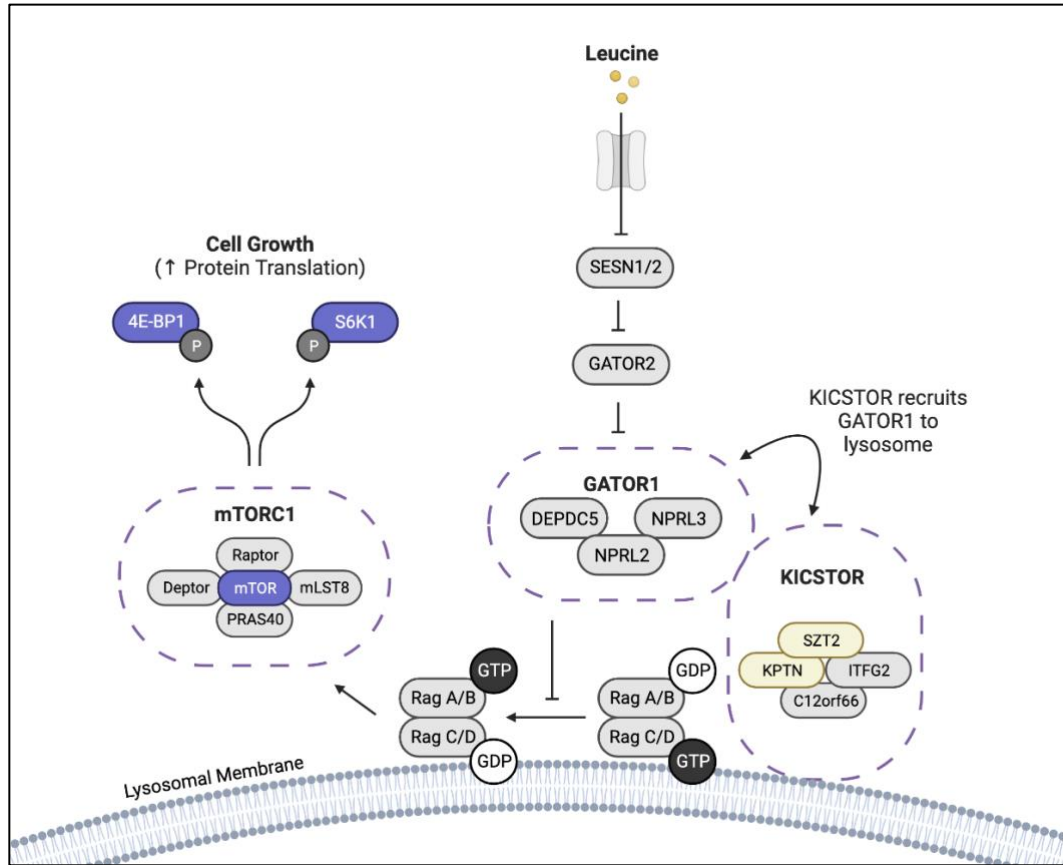 Leucine
SESN1/2
GATOR2
KICSTOR recruits
GATOR1 to
lysosome
Cell Growth
(↑ Protein Translation)
4E-BP1
P
S6K1
P
GATOR1
DEPDC5
NPRL3
NPRL2
mTORC1
Raptor
Deptor
mTOR
mLST8
PRAS40
KICSTOR
SZT2
KPTN
ITFG2
C12orf66
GTP
Rag A/B
Rag C/D
GDP
GDP
Rag A/B
Rag C/D
GTP
Lysosomal Membrane